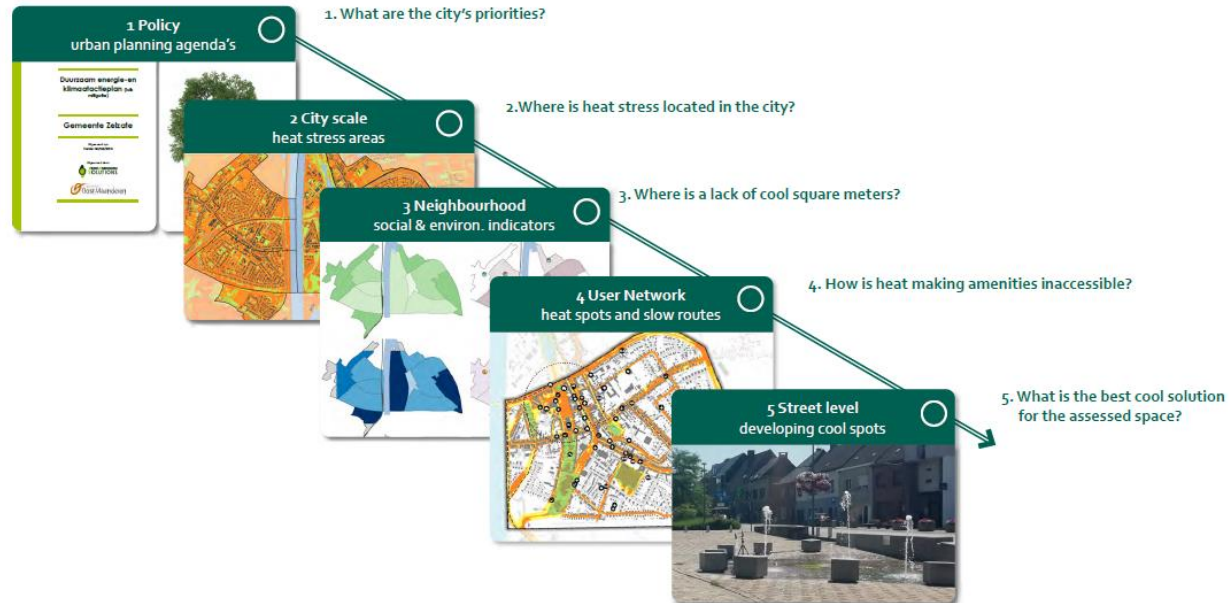 1 Policy
urban planning agenda's
1. What are the city's priorities?
Duurzaam energie-en
klimaatactieplan
Gemeente Zelzate
SOLUTIONS
2 City scale
heat stress areas
2.Where is heat stress located in the city?
3 Neighbourhood
social & environ. indicators
3. Where is a lack of cool square meters?
4 User Network
heat spots and slow routes
4. How is heat making amenities inaccessible?
5 Street level
developing cool spots
5. What is the best cool solution
for the assessed space?